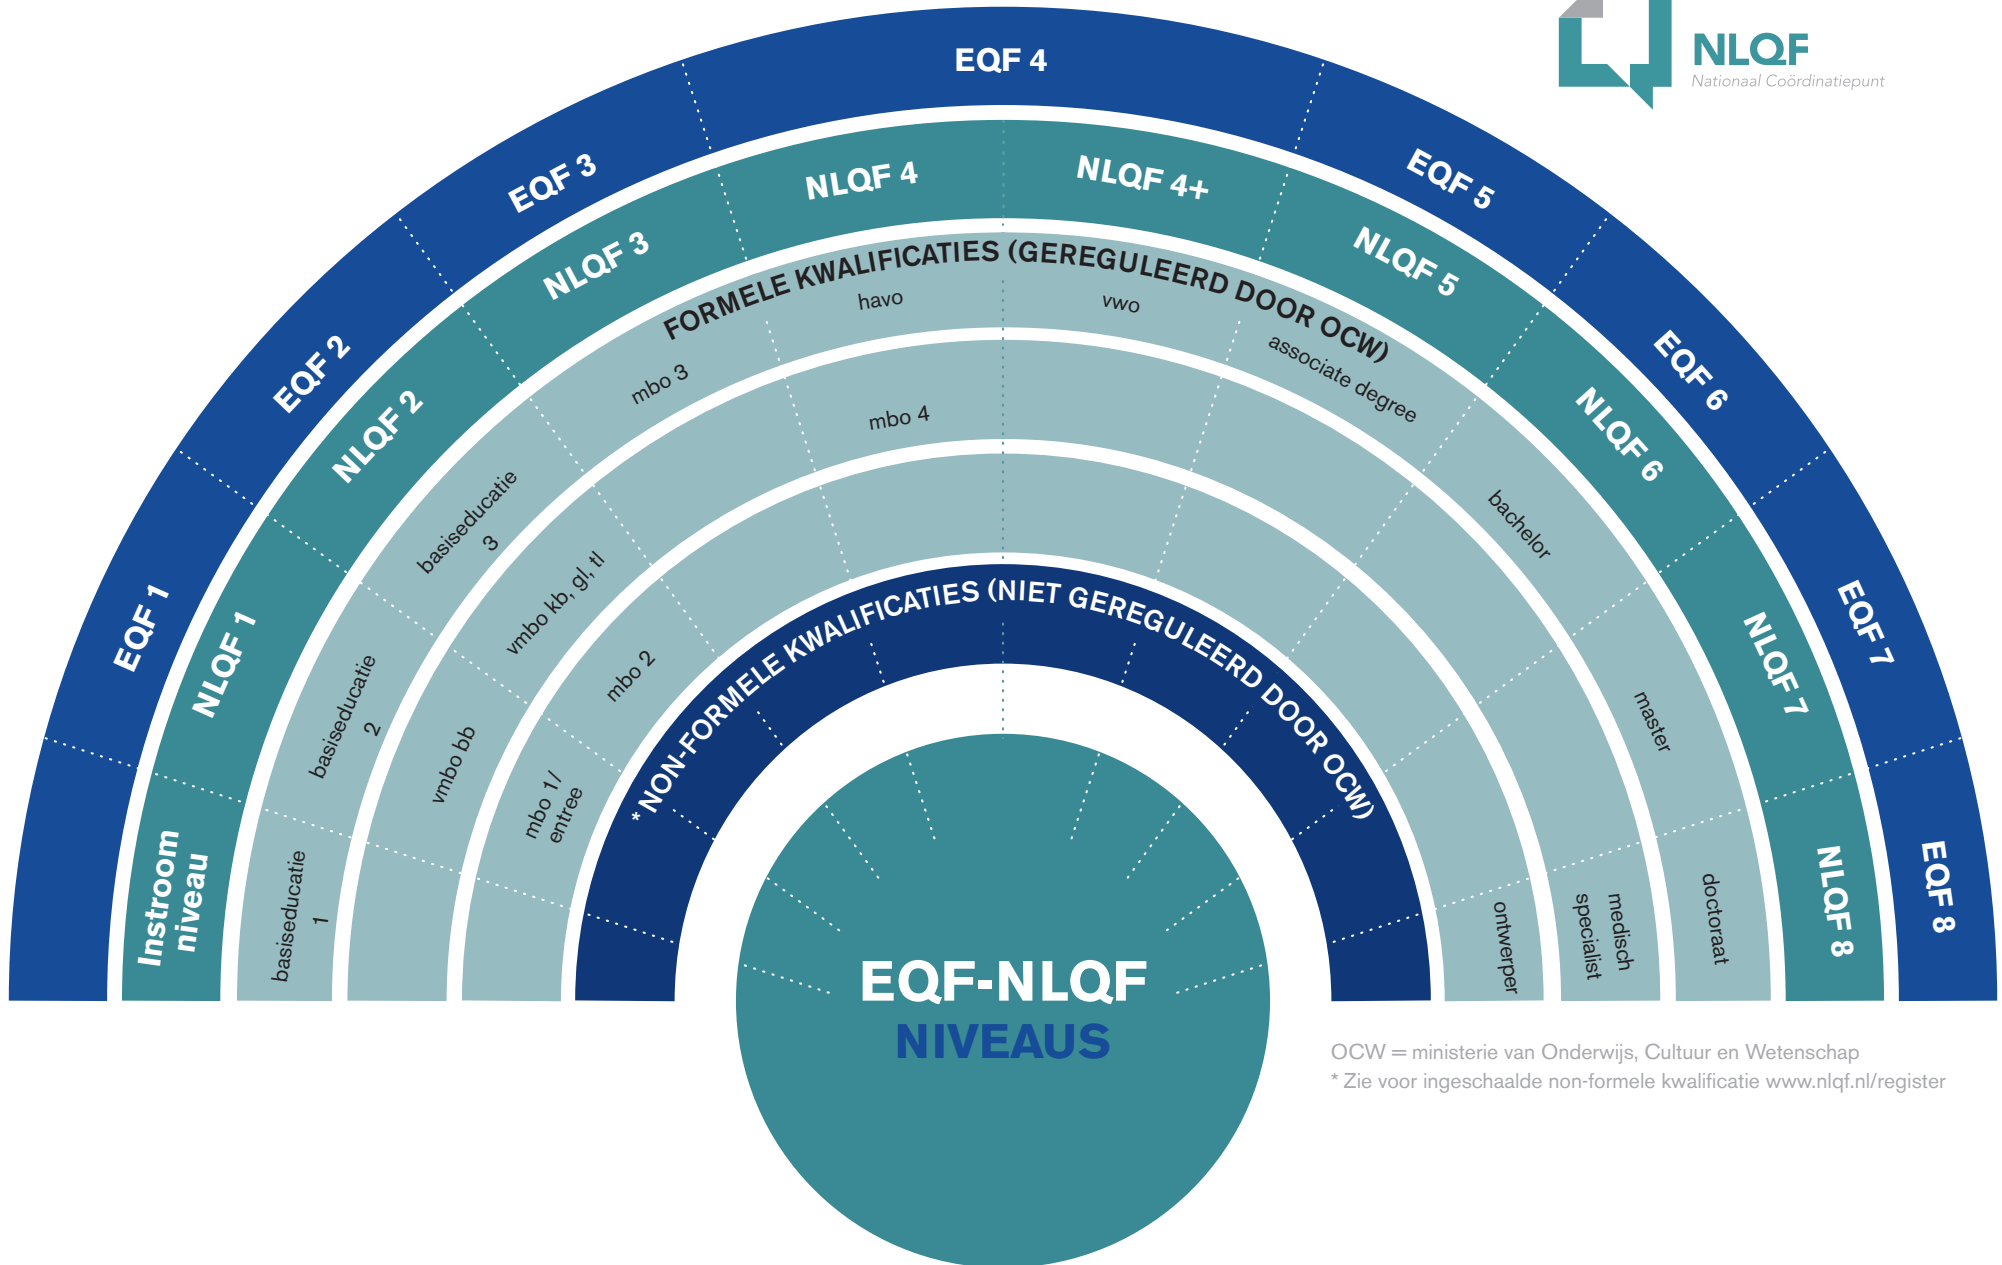 NLQF
Nationaal Coördinatiepunt
EQF 1
EQF 2
EQF 3
EQF 4
EQF 5
EQF 6
EQF 7
EQF 8
Instroom
niveau
NLQF 1
NLQF 2
NLQF 3
NLQF 4
NLQF 4+
NLQF 5
NLQF 6
NLQF 7
NLQF 8
FORMELE KWALIFICATIES (GEREGULEERD DOOR OCW)
basiseducatie
1
basiseducatie
2
basiseducatie
3
mbo 3
havo
vwo
associate degree
bachelor
master
doctoraat
vmbo bb
vmbo kb, gl, tl
mbo 4
medisch
specialist
mbo 1/
entree
mbo 2
ontwerper
* NON-FORMELE KWALIFICATIES (NIET GEREGULEERD DOOR OCW)
EQF-NLQF
NIVEAUS
OCW = ministerie van Onderwijs, Cultuur en Wetenschap
* Zie voor ingeschaalde non-formele kwalificatie www.nlqf.nl/register